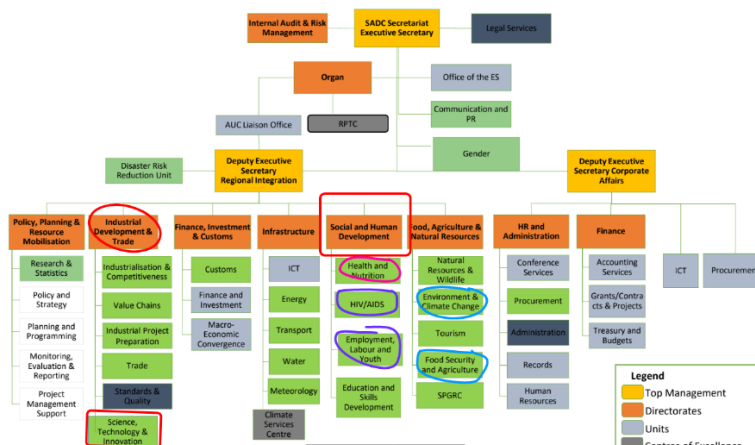 Internal Audit & Risk
Management
SADC Secretariat
Executive Secretary
Legal Services
Organ
Office of the ES
AUC Liaison Office
RPTC
Communication and
PR
Disaster Risk
Reduction Unit
Deputy Executive
Secretary
Regional Integration
Gender
Deputy Executive
Secretary Corporate
Affairs
Policy, Planning &
Resource
Mobilisation
Industrial
Development &
Trade
Finance, Investment
& Customs
Infrastructure
Social and Human
Development
Food, Agriculture &
Natural Resources
HR and
Administration
Finance
Research &
Statistics
Policy and
Strategy
Planning and
Programming
Monitoring,
Evaluation &
Reporting
Project
Management
Support
Industrialisation &
Competitiveness
Value Chains
Industrial Project
Preparation
Trade
Standards &
Quality
Science,
Technology &
Innovation
Customs
Finance and
Investment
Macro-
Economic
Convergence
ICT
Energy
Transport
Water
Meteorology
Climate
Services
Centre
Health and
Nutrition
HIV/AIDS
Employment,
Labour and
Youth
Education and
Skills
Development
Natural
Resources &
Wildlife
Environment &
Climate Change
Tourism
Food Security
and Agriculture
SPGRC
Conference
Services
Procurement
Administration
Records
Human
Resources
Accounting
Services
Grants/Contra
cts & Projects
Treasury and
Budgets
ICT
Procuremen
Legend
Top Management
Directorates
Units
Centres of Excellence